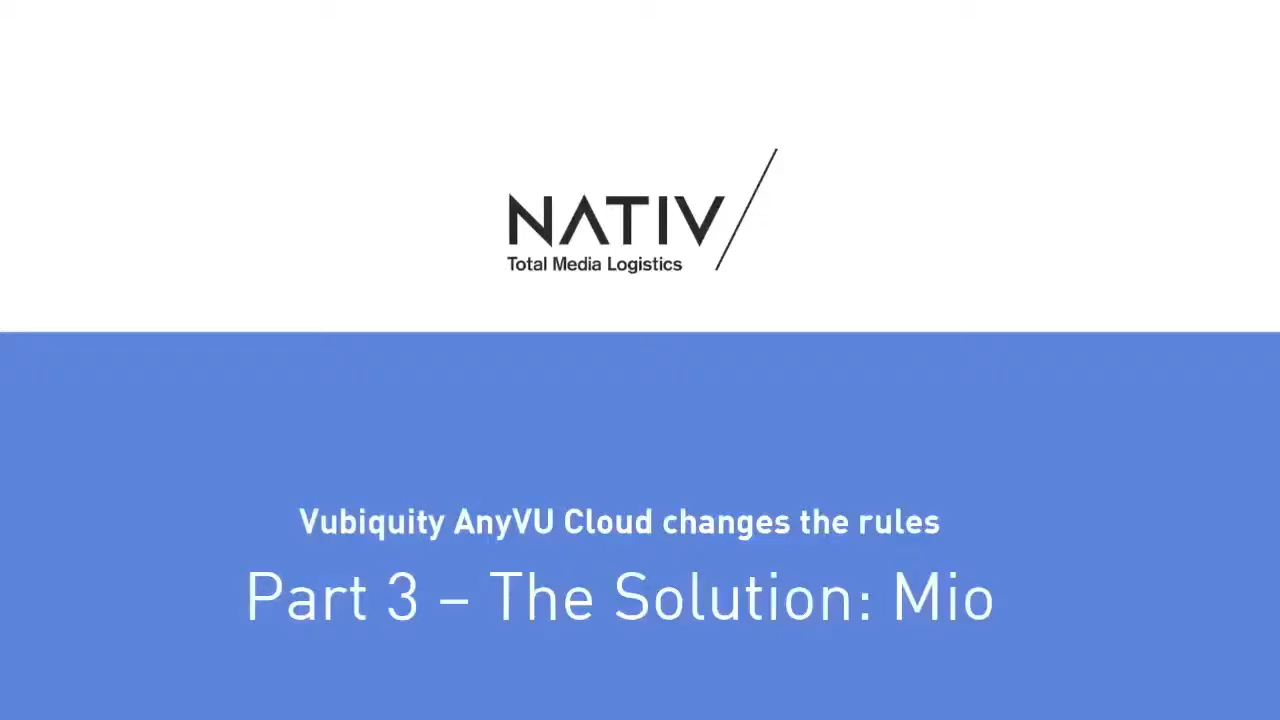 NATIV
Total Media Logistics
Vubiquity AnyVU Cloud changes the rules
Part 3 – The Solution: Mio